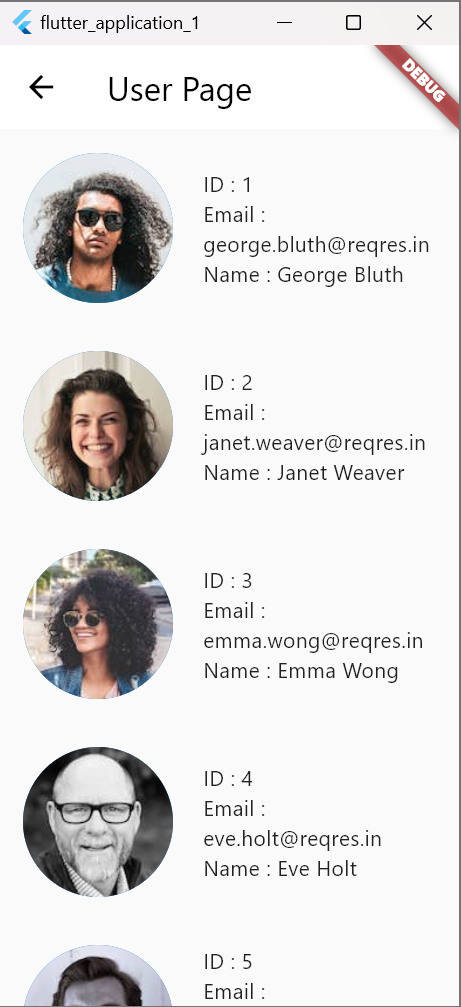 flutter_application_1
DEBUG
User Page
ID : 1
Email :
george.bluth@reqres.in
Name : George Bluth
ID : 2
Email :
janet.weaver@reqres.in
Name : Janet Weaver
ID : 3
Email :
emma.wong@reqres.in
Name : Emma Wong
ID : 4
Email :
eve.holt@reqres.in
Name : Eve Holt
ID : 5
Email :